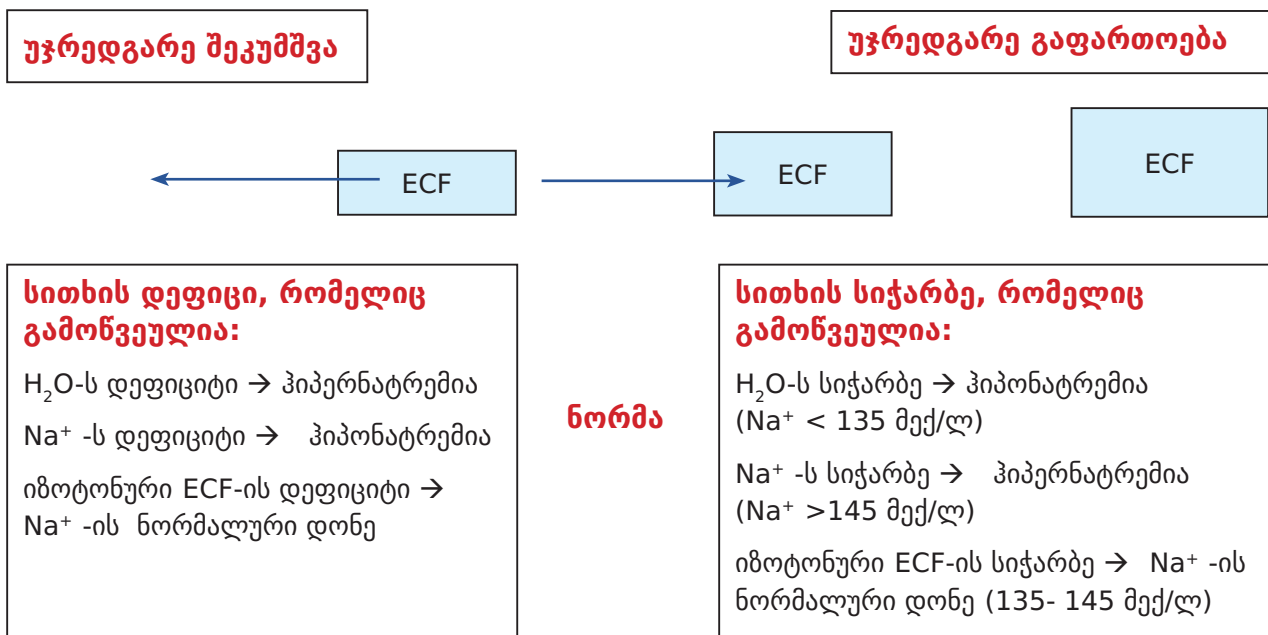 უჯრედგარე შეკუმშვა
უჯრედგარე გაფართოება
ECF
ECF
ECF
სითხის დეფიცი, რომელიც
გამოწვეულია:
H₂O-ს დეფიციტი → ჰიპერნატრემია
Na⁺ -ს დეფიციტი → ჰიპონატრემია
იზოტონური ECF-ის დეფიციტი →
Na⁺ -ის ნორმალური დონე
ნორმა
სითხის სიჭარბე, რომელიც
გამოწვეულია:
H₂O-ს სიჭარბე → ჰიპონატრემია
(Na⁺ < 135 მექ/ლ)
Na⁺ -ს სიჭარბე → ჰიპერნატრემია
(Na⁺ >145 მექ/ლ)
იზოტონური ECF-ის სიჭარბე → Na⁺ -ის
ნორმალური დონე (135- 145 მექ/ლ)